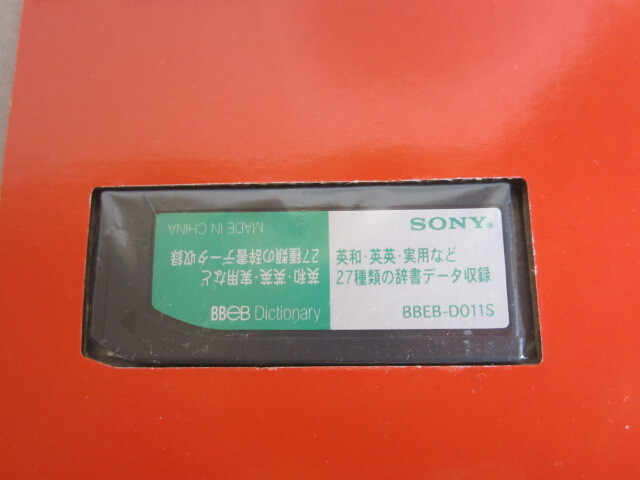 SONY
英和・英英・実用など
27種類の辞書データ収録
BBEB-D011S
BBeB Dictionary
英和・英英・実用など
27種類の辞書データ収録
MADE IN CHINA